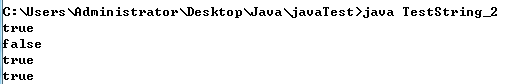 C:\Users\Administrator\Desktop\Java\javaTest>java TestString_2
true
false
true
true